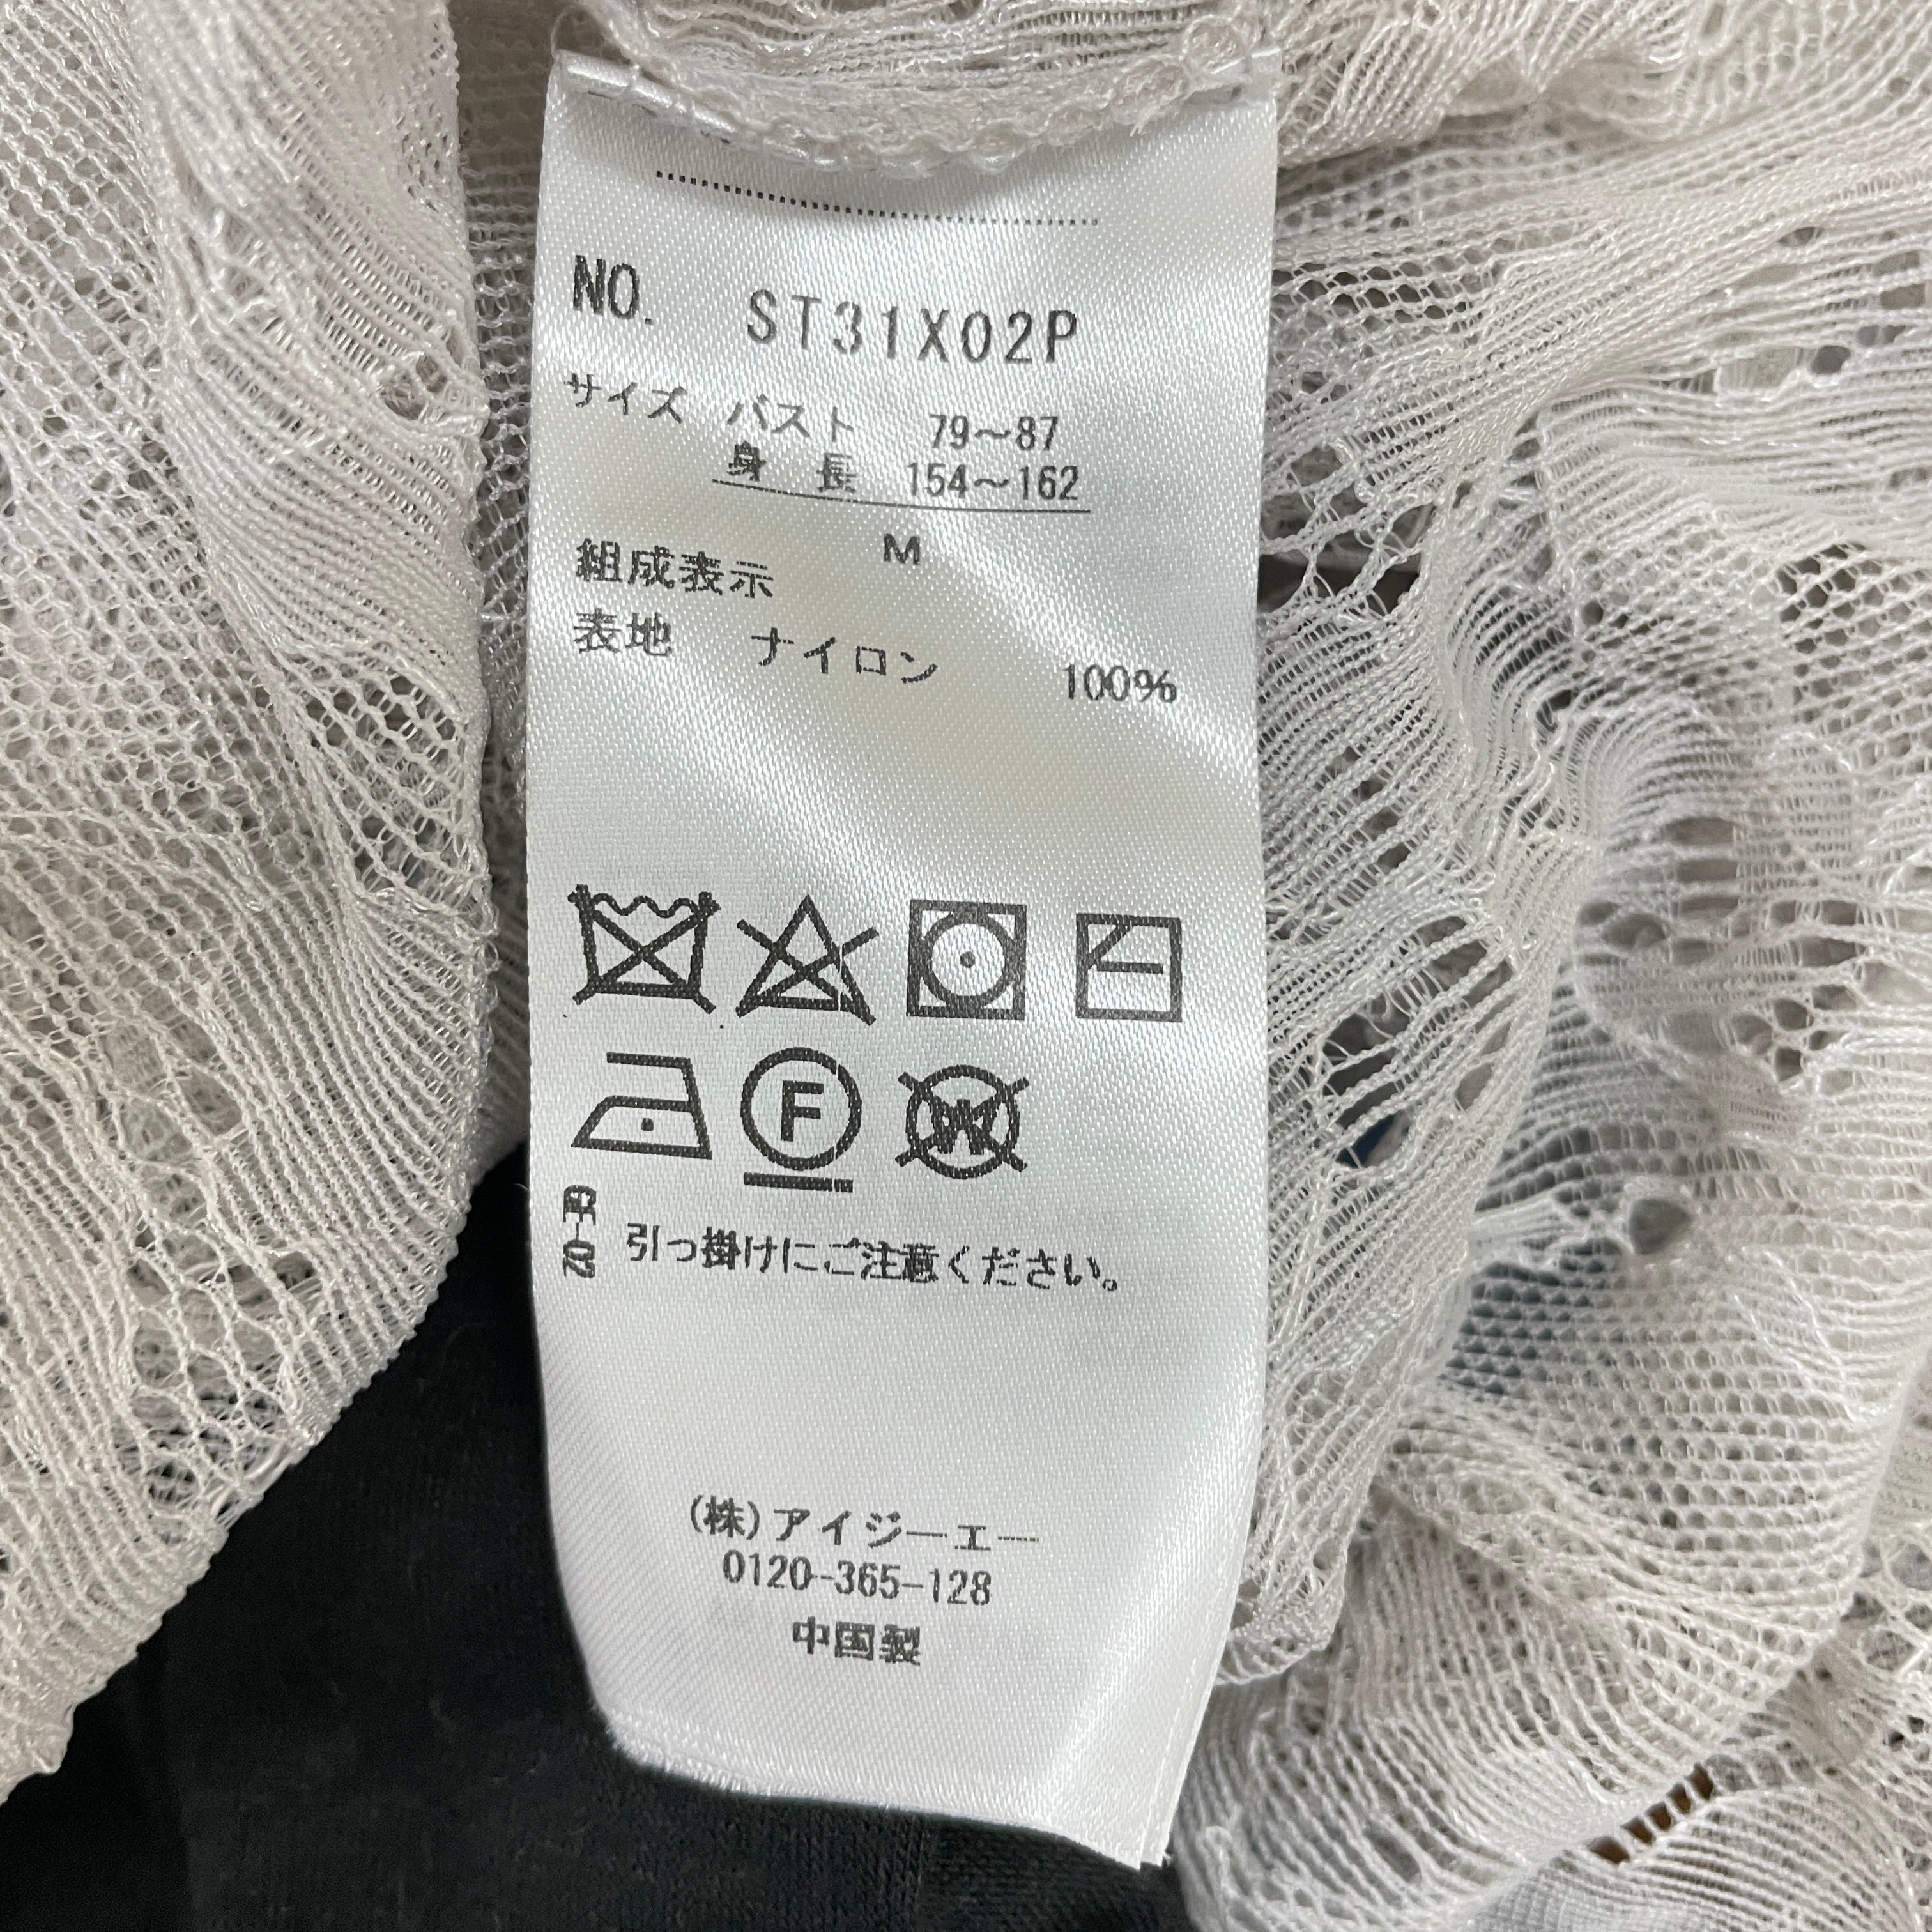 NO. ST31X02P
サイズ バスト 79～87
身 長 154～162
M
組成表示
表地 ナイロン 100%
F
W
引っ掛けにご注意ください。
(株)アイジーエー
0120-365-128
中国製